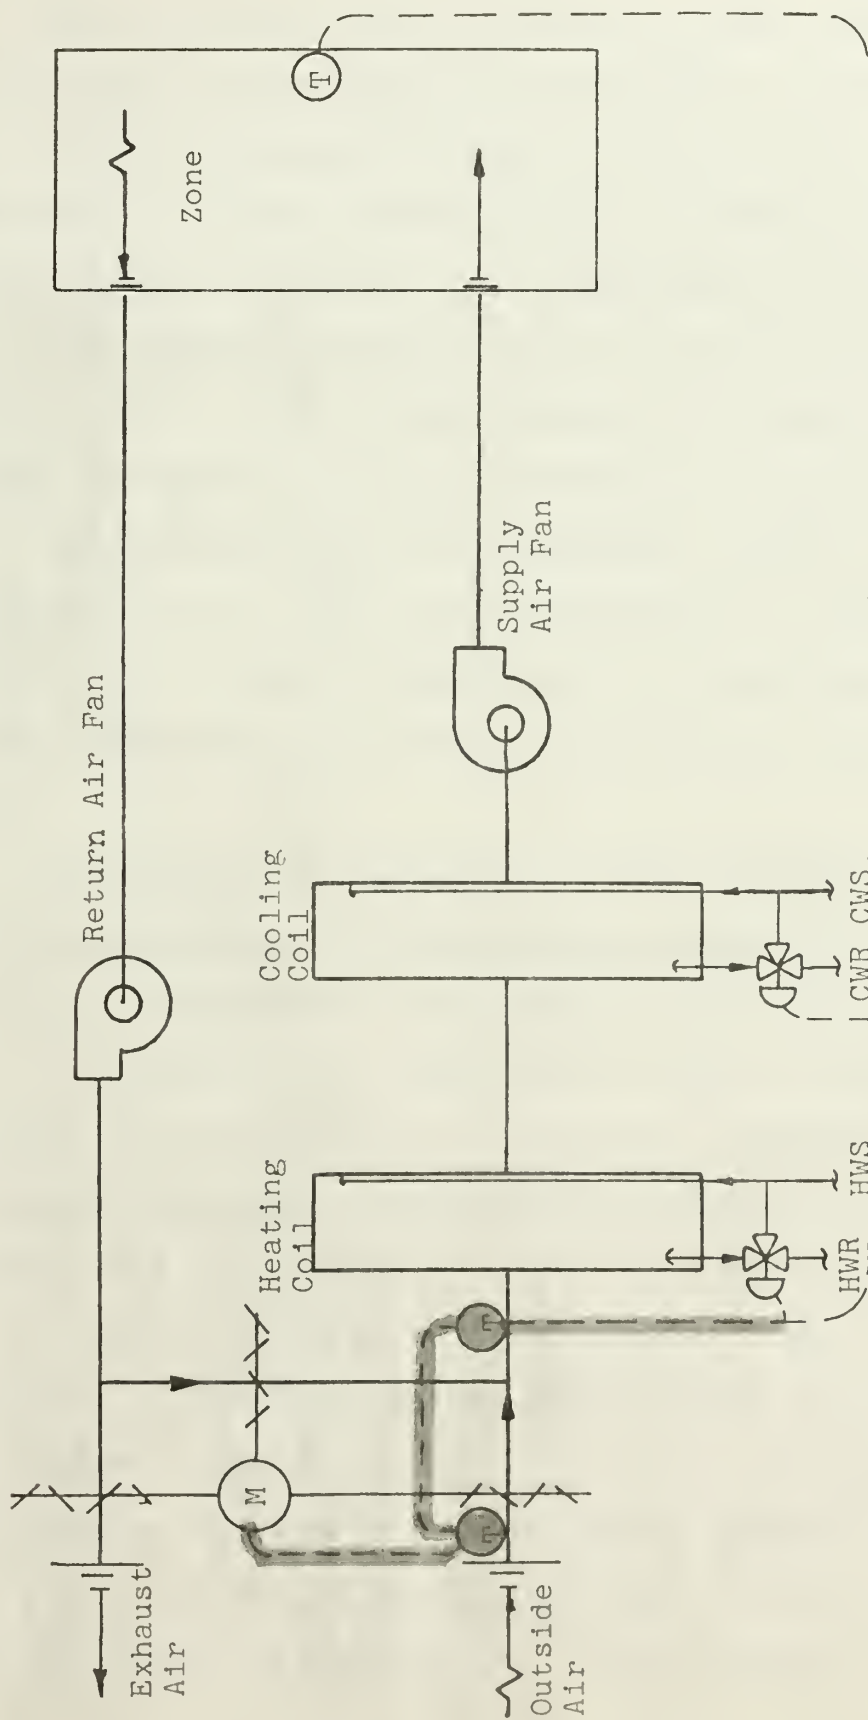 T
Zone
Return Air Fan
Supply
Air Fan
Cooling
Coil
CWR
CWS
Heating
Coil
HWR
HWS
T
M
T
Exhaust
Air
Outside
Air